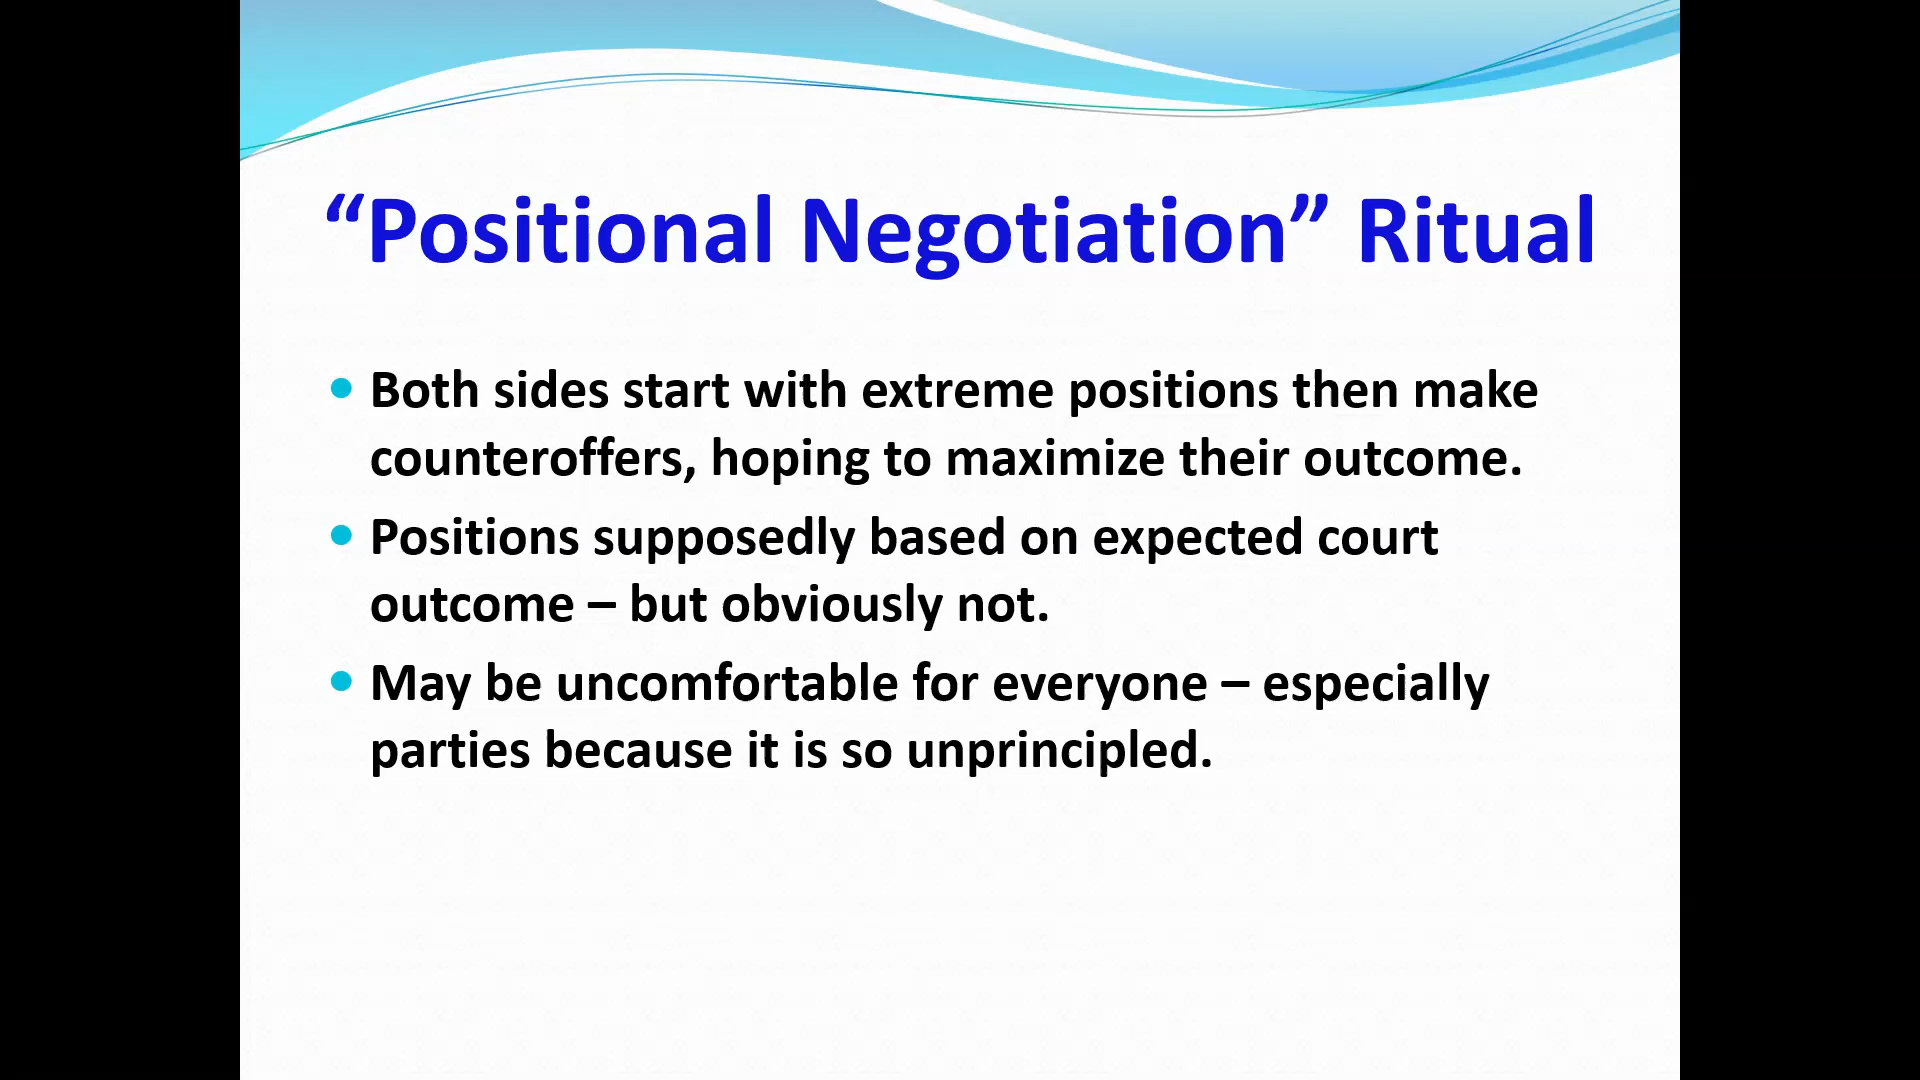 “Positional Negotiation” Ritual
• Both sides start with extreme positions then make
counteroffers, hoping to maximize their outcome.
• Positions supposedly based on expected court
outcome – but obviously not.
• May be uncomfortable for everyone – especially
parties because it is so unprincipled.